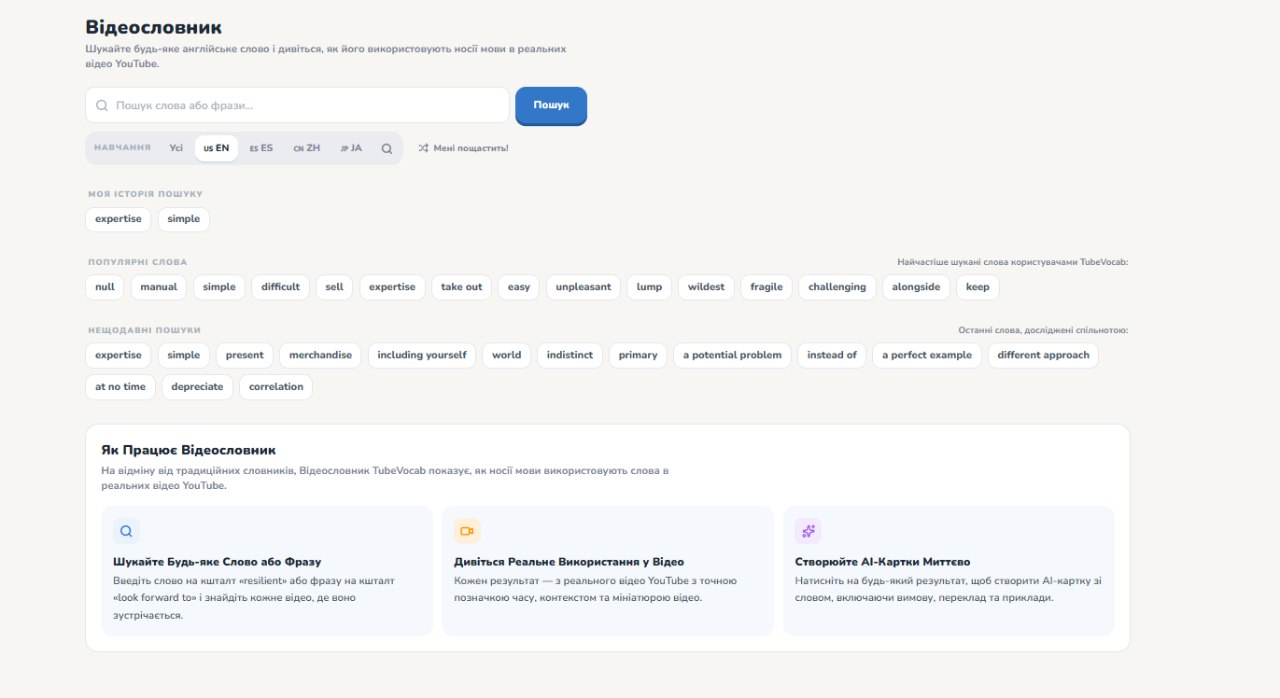 Відеословник
Шукайте будь-яке англійське слово і дивіться, як його використовують носії мови в реальних
відео YouTube.
Пошук слова або фрази...
Пошук
НАВЧАННЯ Усі US EN ES ES CN ZH JP JA Мені пощастить!
МОЯ ІСТОРІЯ ПОШУКУ
expertise simple
ПОПУЛЯРНІ СЛОВА Найчастіше шукані слова користувачами TubeVocab:
null manual simple difficult sell expertise take out easy unpleasant lump wildest fragile challenging alongside keep
НЕЩОДАВНІ ПОШУКИ Останні слова, досліджені спільнотою:
expertise simple present merchandise including yourself world indistinct primary a potential problem instead of a perfect example different approach
at no time depreciate correlation
Як Працює Відеословник
На відміну від традиційних словників, Відеословник TubeVocab показує, як носії мови використовують слова в
реальних відео YouTube.
Шукайте Будь-яке Слово або Фразу
Введіть слово на кшталт «resilient» або фразу на кшталт
«look forward to» і знайдіть кожне відео, де воно
зустрічається.
Дивіться Реальне Використання у Відео
Кожен результат — з реального відео YouTube з точною
позначкою часу, контекстом та мініатюрою відео.
Створюйте AI-Картки Миттєво
Натисніть на будь-який результат, щоб створити AI-картку зі
словом, включаючи вимову, переклад та приклади.